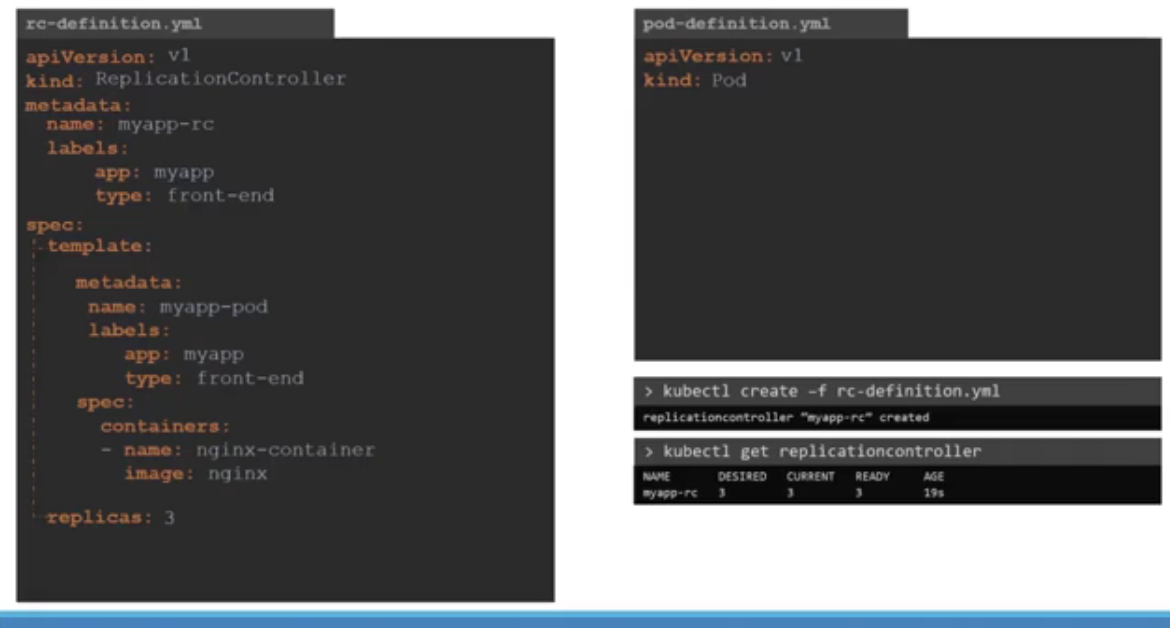 rc-definition.yml
apiVersion: v1
kind: ReplicationController
metadata:
name: myapp-rc
labels:
app: myapp
type: front-end
spec:
template:
metadata:
name: myapp-pod
labels:
app: myapp
type: front-end
spec:
containers:
- name: nginx-container
image: nginx
replicas: 3
pod-definition.yml
apiVersion: v1
kind: Pod
> kubectl create –f rc-definition.yml
replicationcontroller “myapp-rc” created
> kubectl get replicationcontroller
NAME DESIRED CURRENT READY AGE
myapp-rc 3 3 3 19s